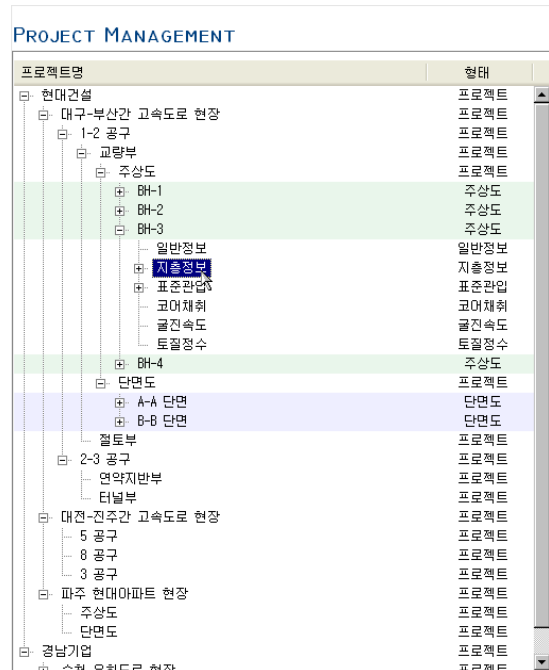 PROJECT MANAGEMENT
프로젝트명 형태
현대건설 프로젝트
대구-부산간 고속도로 현장 프로젝트
1-2 공구 프로젝트
교량부 프로젝트
주상도 프로젝트
BH-1 주상도
BH-2 주상도
BH-3 주상도
일반정보 일반정보
지층정보 지층정보
표준관입 표준관입
코어채취 코어채취
굴진속도 굴진속도
토질정수 토질정수
BH-4 주상도
단면도 프로젝트
A-A 단면 단면도
B-B 단면 단면도
절토부 프로젝트
2-3 공구 프로젝트
연약지반부 프로젝트
터널부 프로젝트
대전-진주간 고속도로 현장 프로젝트
5 공구 프로젝트
8 공구 프로젝트
3 공구 프로젝트
파주 현대아파트 현장 프로젝트
주상도 프로젝트
단면도 프로젝트
경남기업 프로젝트
현장 프로젝트